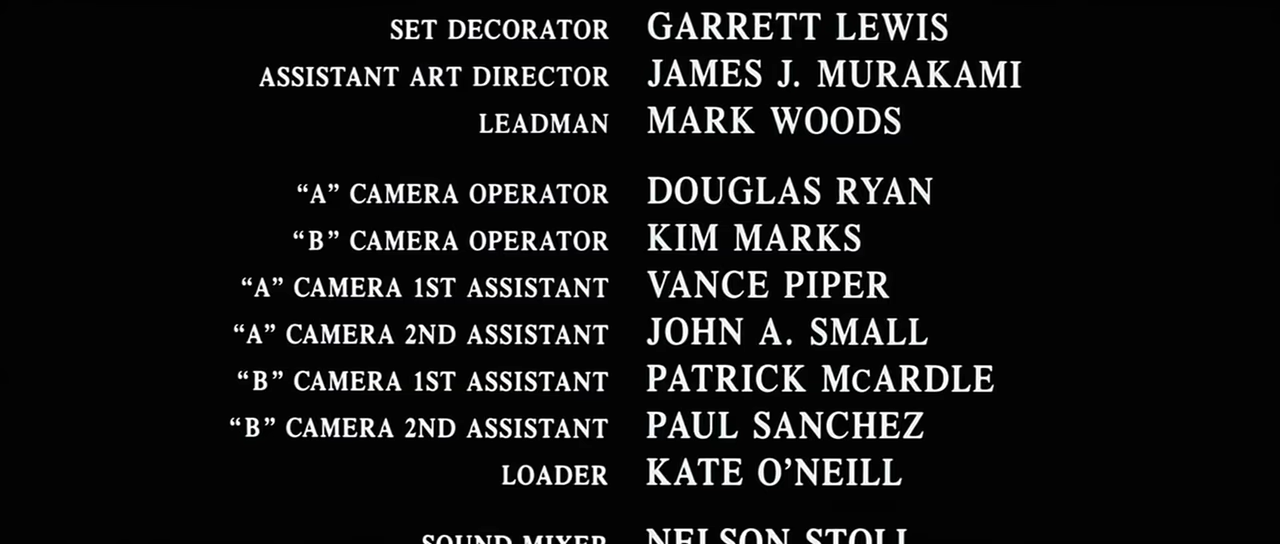 SET DECORATOR GARRETT LEWIS
ASSISTANT ART DIRECTOR JAMES J. MURAKAMI
LEADMAN MARK WOODS
“A” CAMERA OPERATOR DOUGLAS RYAN
“B” CAMERA OPERATOR KIM MARKS
“A” CAMERA 1ST ASSISTANT VANCE PIPER
“A” CAMERA 2ND ASSISTANT JOHN A. SMALL
“B” CAMERA 1ST ASSISTANT PATRICK McARDLE
“B” CAMERA 2ND ASSISTANT PAUL SANCHEZ
LOADER KATE O’NEILL
SOUND MIXER NELSON STOLL